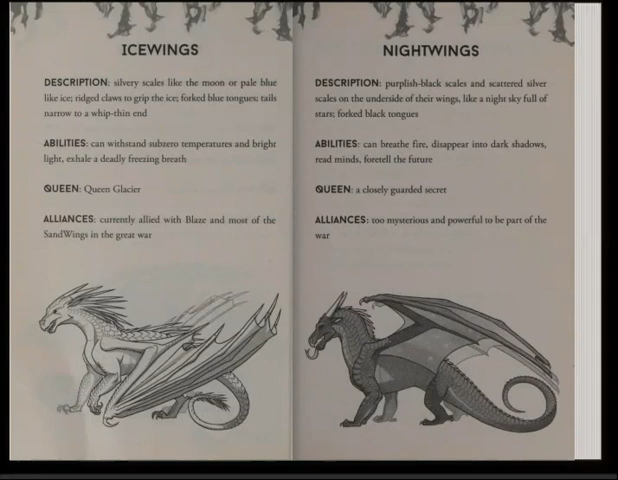 ICEWINGS
DESCRIPTION: silvery scales like the moon or pale blue
like ice; ridged claws to grip the ice; forked blue tongues; tails
narrow to a whip-thin end
ABILITIES: can withstand subzero temperatures and bright
light, exhale a deadly freezing breath
QUEEN: Queen Glacier
ALLIANCES: currently allied with Blaze and most of the
SandWings in the great war
NIGHTWINGS
DESCRIPTION: purplish-black scales and scattered silver
scales on the underside of their wings, like a night sky full of
stars; forked black tongues
ABILITIES: can breathe fire, disappear into dark shadows,
read minds, foretell the future
QUEEN: a closely guarded secret
ALLIANCES: too mysterious and powerful to be part of the
war